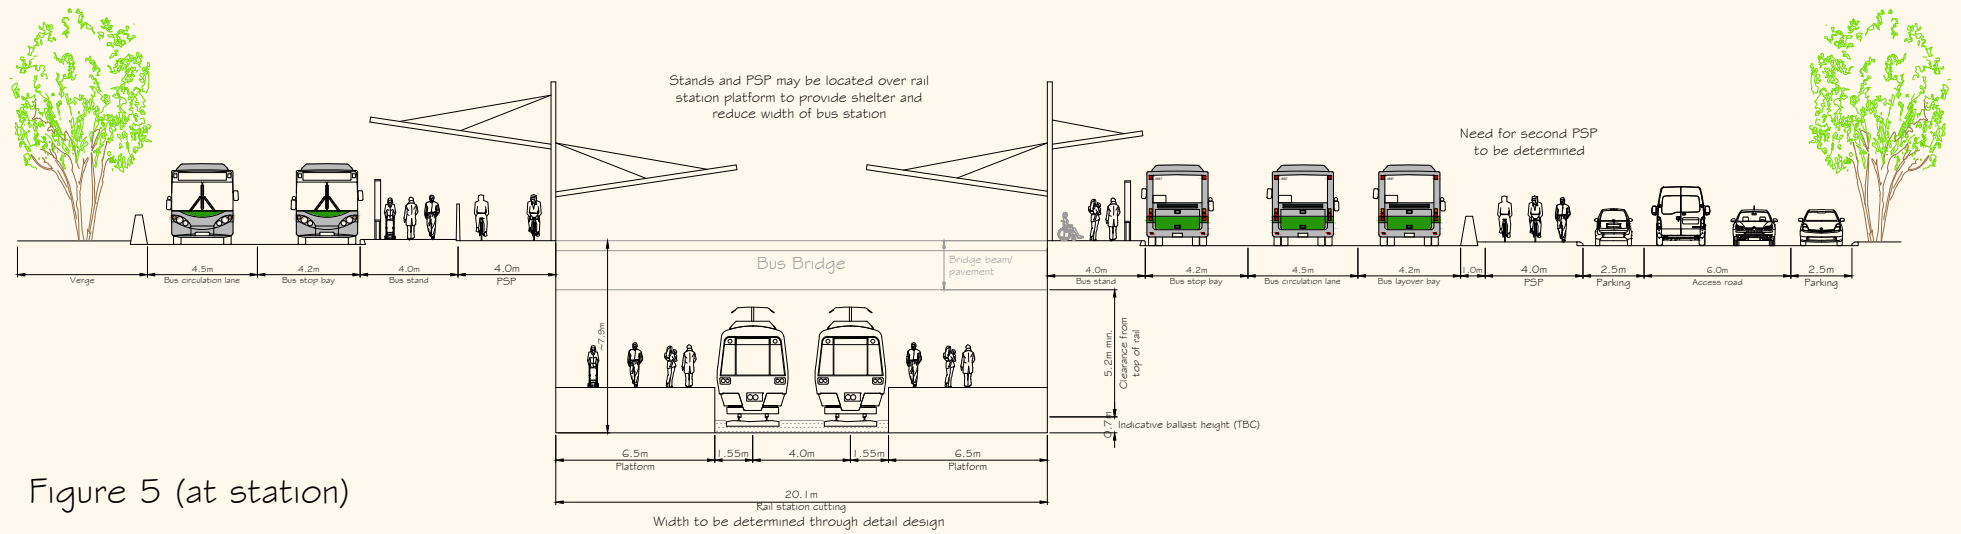 Stands and PSP may be located over rail
station platform to provide shelter and
reduce width of bus station
Need for second PSP
to be determined
Bus Bridge
Bridge beam/
pavement
Verge
4.5m
Bus circulation lane
4.2m
Bus stop bay
4.0m
Bus stand
4.0m
PSP
4.0m
Bus stand
4.2m
Bus stop bay
4.5m
Bus circulation lane
4.2m
Bus layover bay
1.0m
4.0m
PSP
2.5m
Parking
6.0m
Access road
2.5m
Parking
~7.9m
5.2m min.
Clearance from
top of rail
0.7m
Indicative ballast height (TBC)
6.5m
Platform
1.55m
4.0m
1.55m
6.5m
Platform
20.1m
Rail station cutting
Width to be determined through detail design
Figure 5 (at station)